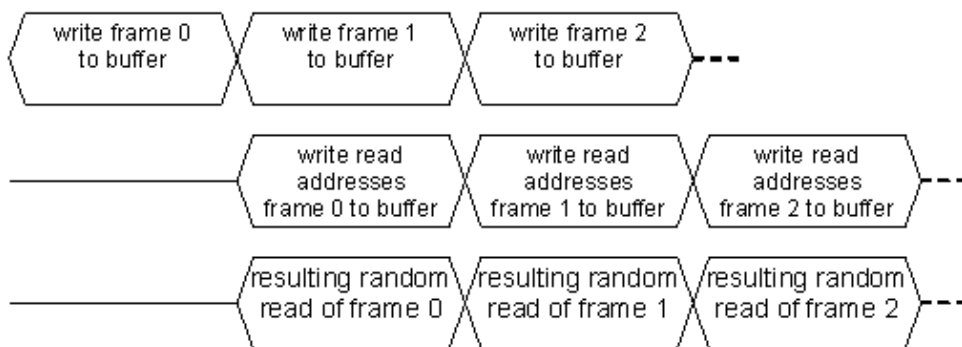 write frame 0
to buffer
write frame 1
to buffer
write frame 2
to buffer
write read
addresses
frame 0 to buffer
write read
addresses
frame 1 to buffer
write read
addresses
frame 2 to buffer
resulting random
read of frame 0
resulting random
read of frame 1
resulting random
read of frame 2